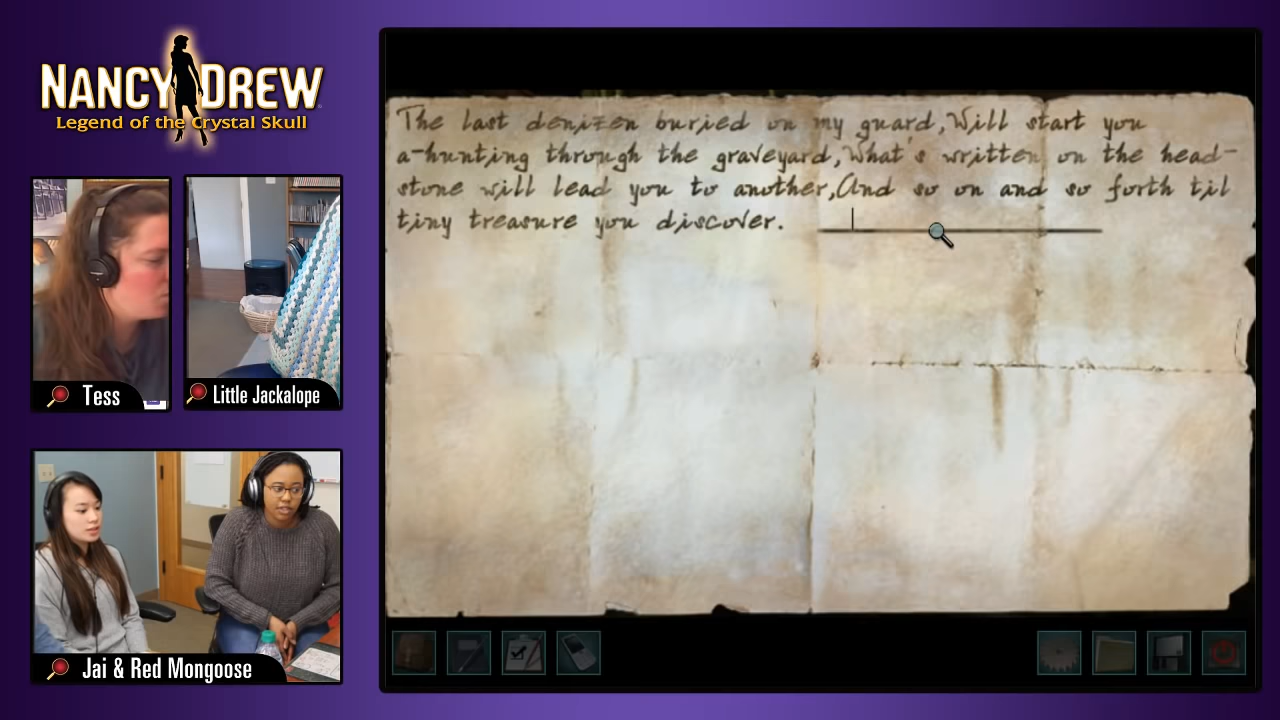 NANCY DREW
Legend of the Crystal Skull
The last denizen buried on my guard,Will start you
a-hunting through the graveyard,What's written on the head-
stone will lead you to another,And so on and so forth til
tiny treasure you discover.
Tess
Little Jackalope
Jai & Red Mongoose